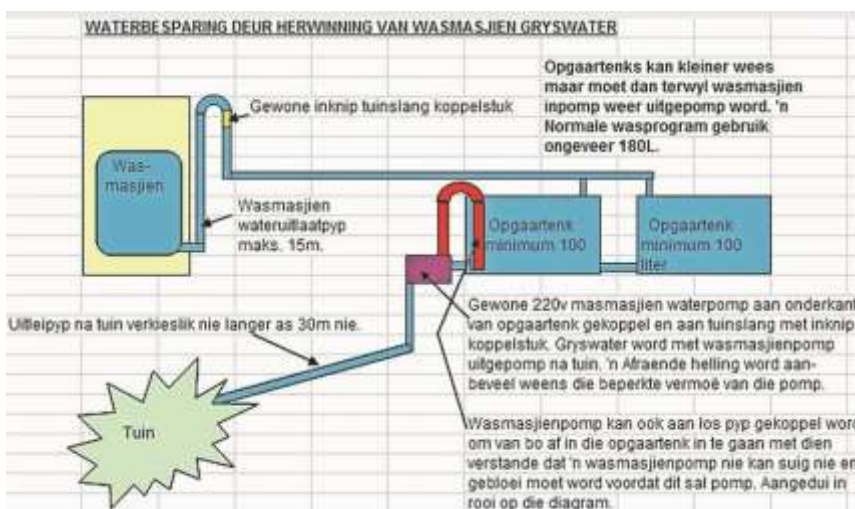 WATERBESPARING DEUR HERWINNING VAN WASMASJIEN GRYSWATER
Opgaartenks kan kleiner wees
maar moet dan terwyl wasmasjien
inpomp weer uitgepomp word. 'n
Normale wasprogram gebruik
ongeveer 180L.
Gewone inknip tuinslang koppelstuk
Was-
masjien
Wasmasjien
wateruitlaatpyp
maks. 15m.
Opgaartenk
minimum 100
Opgaartenk
minimum 100
liter
Gewone 220v masmasjien waterpomp aan onderkant
van opgaartenk gekoppel en aan tuinslang met inknip
koppelstuk. Gryswater word met wasmasjienpomp
uitgepomp na tuin. 'n Afraende helling word aan-
beveel weens die beperkte vermoë van die pomp.
Uitleipyp na tuin verkieslik nie langer as 30m nie.
Tuin
Wasmasjienpomp kan ook aan los pyp gekoppel word
om van bo af in die opgaartenk in te gaan met dien
verstande dat 'n wasmasjienpomp nie kan suig nie en
gebloei moet word voordat dit sal pomp. Aangedui in
rooi op die diagram.